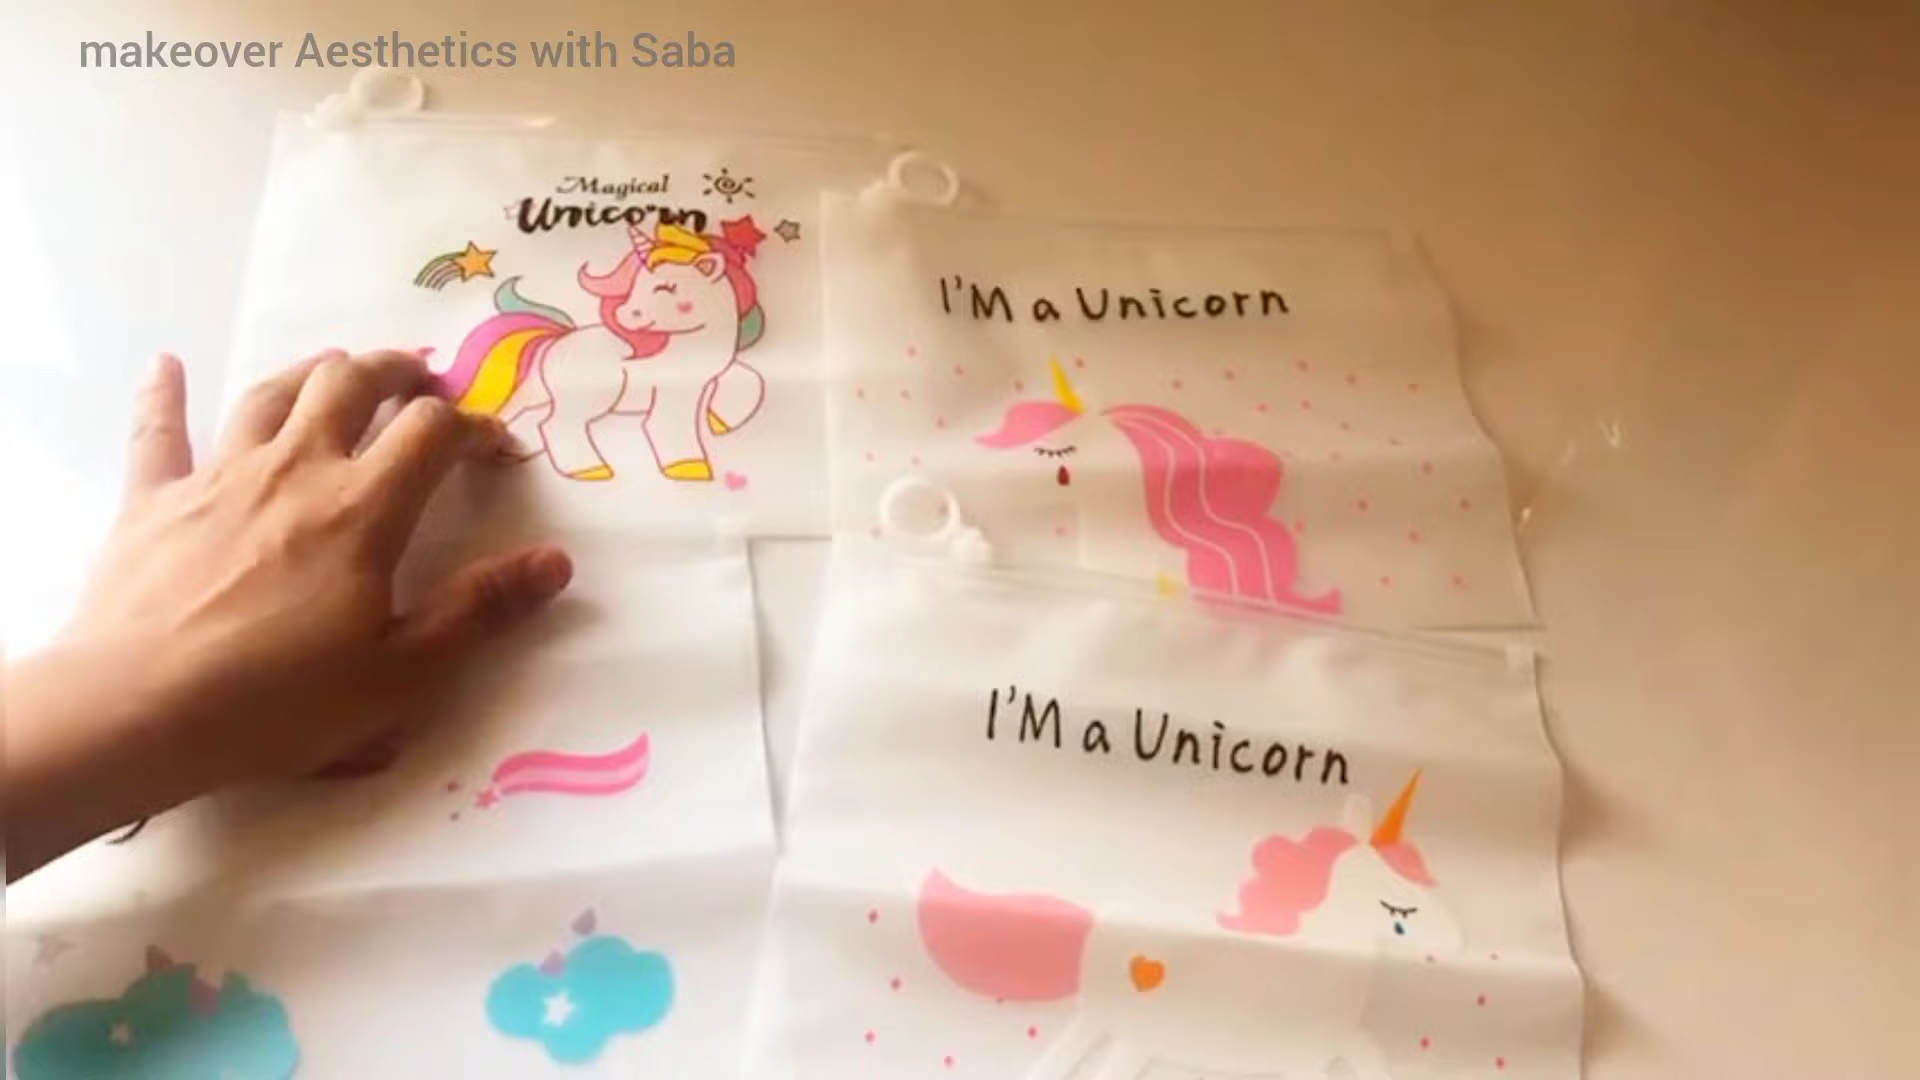 makeover Aesthetics with Saba
Magical
Unicorn
I'M a Unicorn
I'M a Unicorn